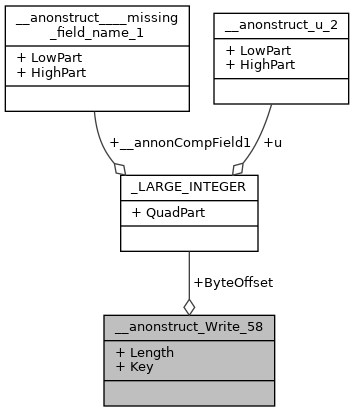 __anonstruct____missing
_field_name_1
+ LowPart
+ HighPart
__anonstruct_u_2
+ LowPart
+ HighPart
+__annonCompField1
+u
_LARGE_INTEGER
+ QuadPart
+ByteOffset
__anonstruct_Write_58
+ Length
+ Key